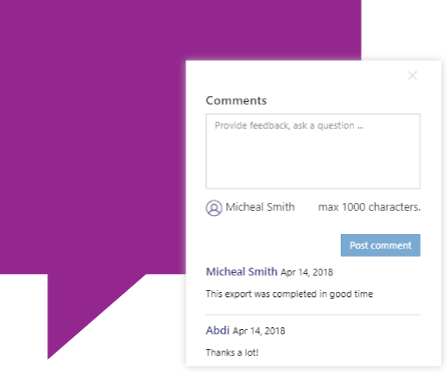 Comments
Provide feedback, ask a question ...
Micheal Smith max 1000 characters.
Post comment
Micheal Smith Apr 14, 2018
This export was completed in good time
Abdi Apr 14, 2018
Thanks a lot!